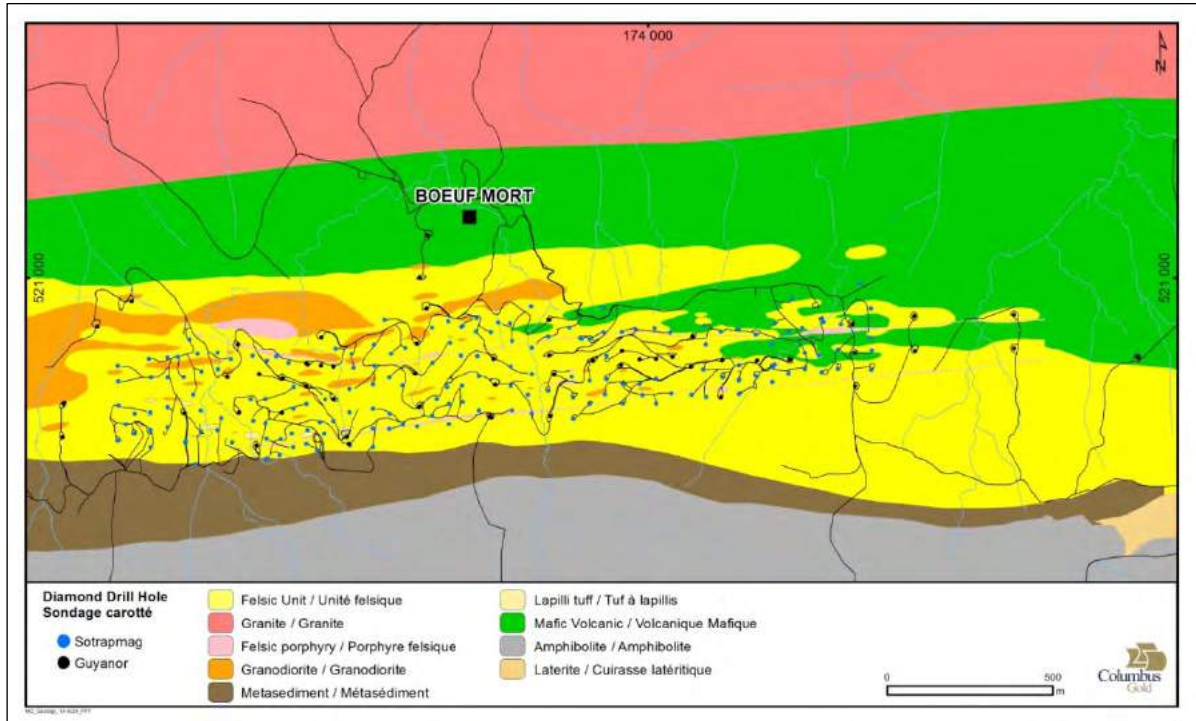 174 000
N
BOEUF MORT
521 000
521 000
Diamond Drill Hole
Sondage carotté
Sotrapmag
Guyanor
Felsic Unit / Unité felsique
Granite / Granite
Felsic porphyry / Porphyre felsique
Granodiorite / Granodiorite
Metasediment / Métasédiment
Lapilli tuff / Tuf à lapillis
Mafic Volcanic / Volcanique Mafique
Amphibolite / Amphibolite
Laterite / Cuirasse latéritique
0 500
m
25
Columbus
Gold